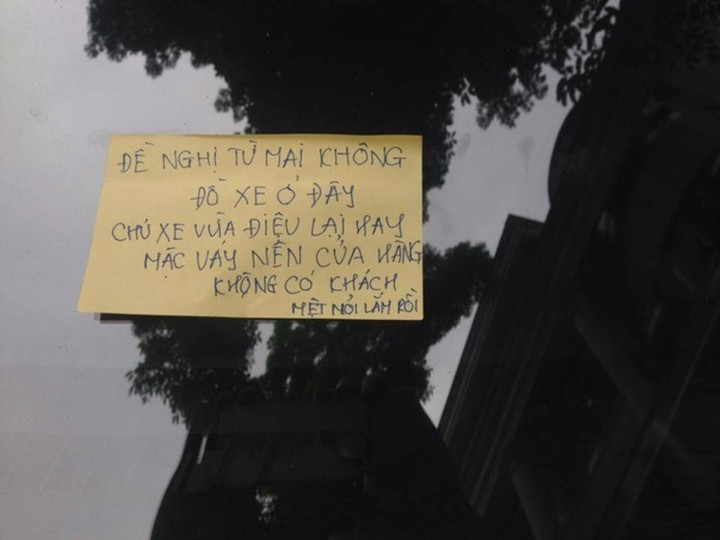 ĐỀ NGHỊ TỪ MAI KHÔNG
ĐỖ XE Ở ĐÂY
CHỦ XE VỪA ĐIỆU LẠI HAY
MẶC VÁY NÊN CỬA HÀNG
KHÔNG CÓ KHÁCH
MỆT MỎI LẮM RỒI